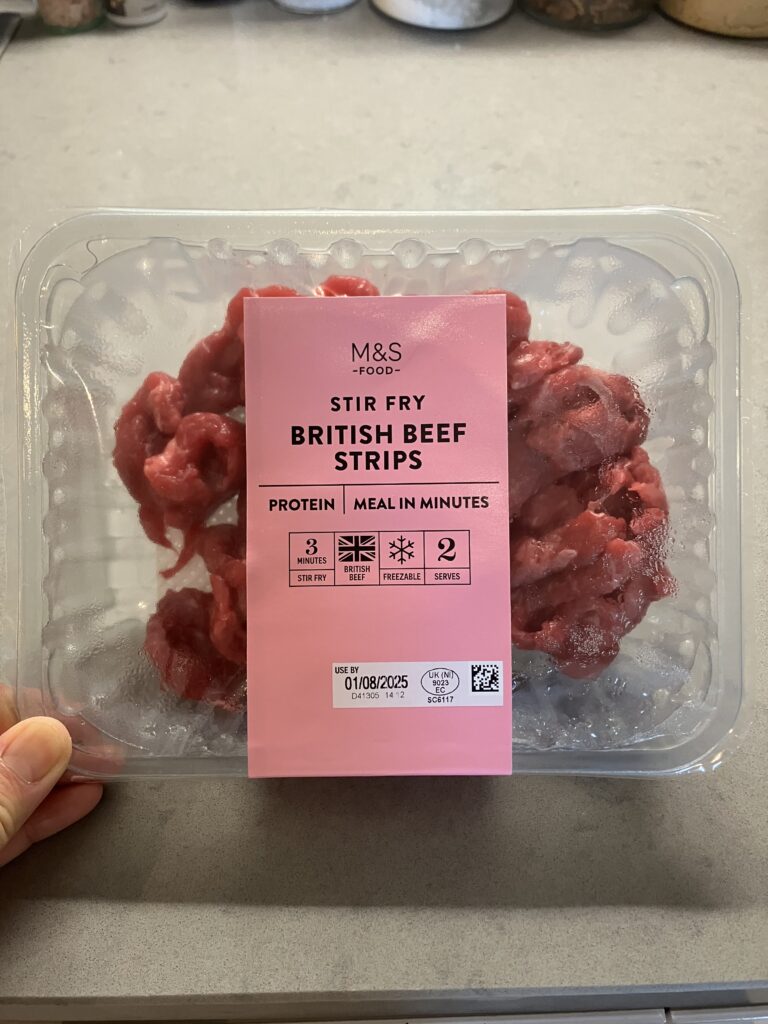 M&S
-FOOD-
STIR FRY
BRITISH BEEF
STRIPS
PROTEIN MEAL IN MINUTES
3
MINUTES
STIR FRY
BRITISH
BEEF
FREEZABLE
2
SERVES
USE BY
01/08/2025
D41305 14 12
UK (NI)
9023
EC
SC6117